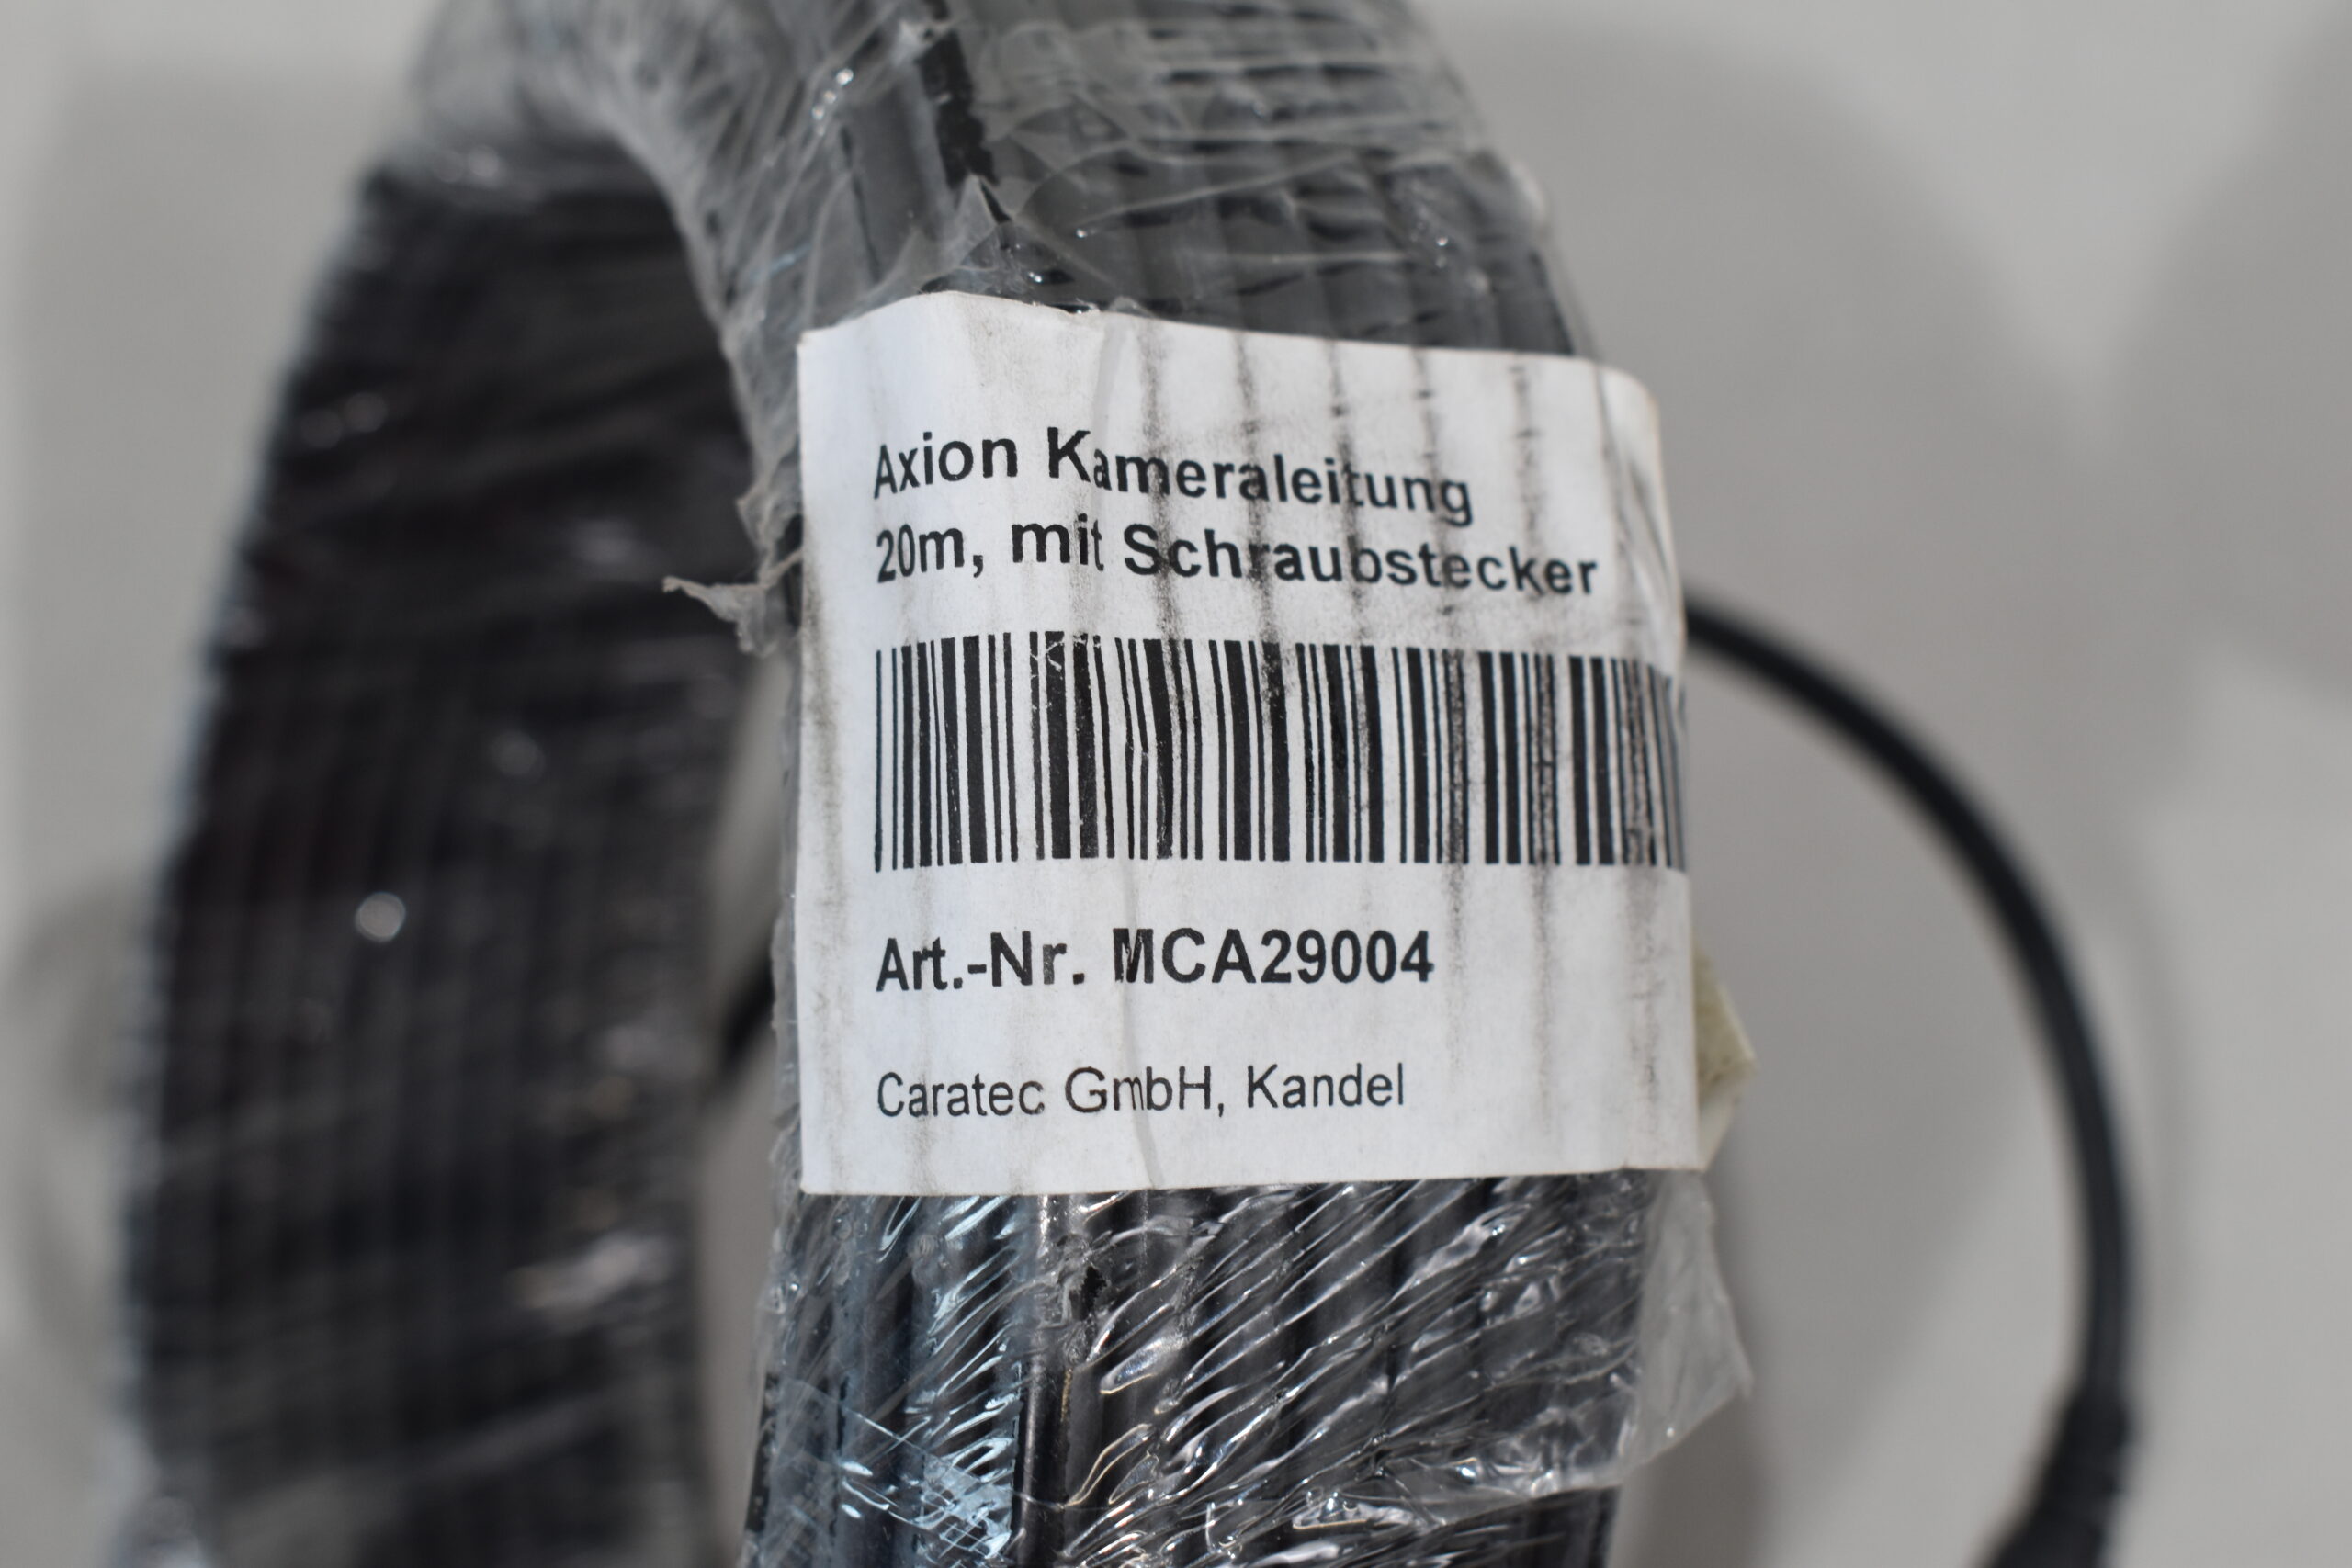 Axion Kameraleitung
20m, mit Schraubstecker
Art.-Nr. MCA29004
Caratec GmbH, Kandel